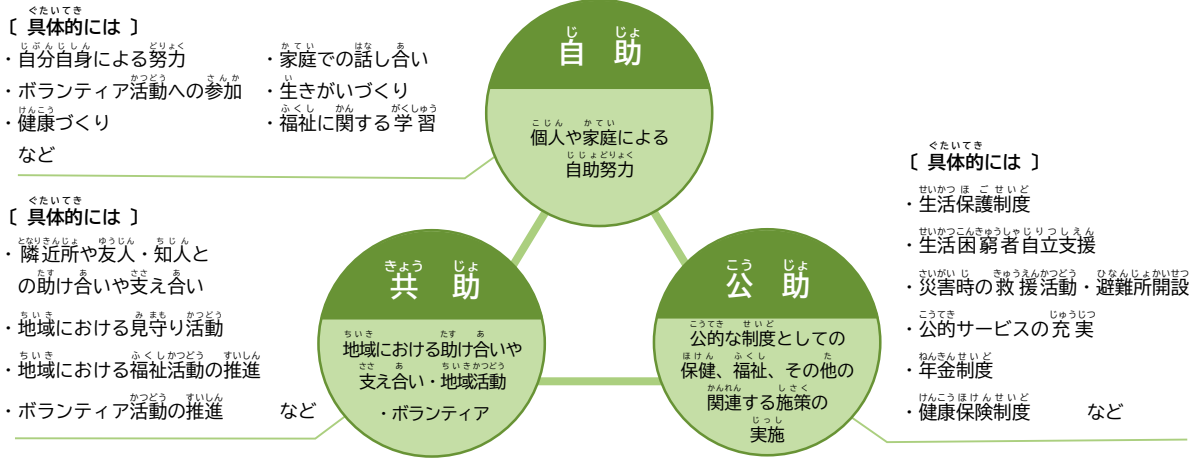 〔 具体的には 〕
・自分自身による努力　・家庭での話し合い
・ボランティア活動への参加　・生きがいづくり
・健康づくり　・福祉に関する学習
など
自　助
個人や家庭による
自助努力
〔 具体的には 〕
・隣近所や友人・知人と
の助け合いや支え合い
・地域における見守り活動
・地域における福祉活動の推進
・ボランティア活動の推進　など
共　助
地域における助け合いや
支え合い・地域活動
・ボランティア
公　助
公的な制度としての
保健、福祉、その他の
関連する施策の
実施
〔 具体的には 〕
・生活保護制度
・生活困窮者自立支援
・災害時の救援活動・避難所開設
・公的サービスの充実
・年金制度
・健康保険制度　など